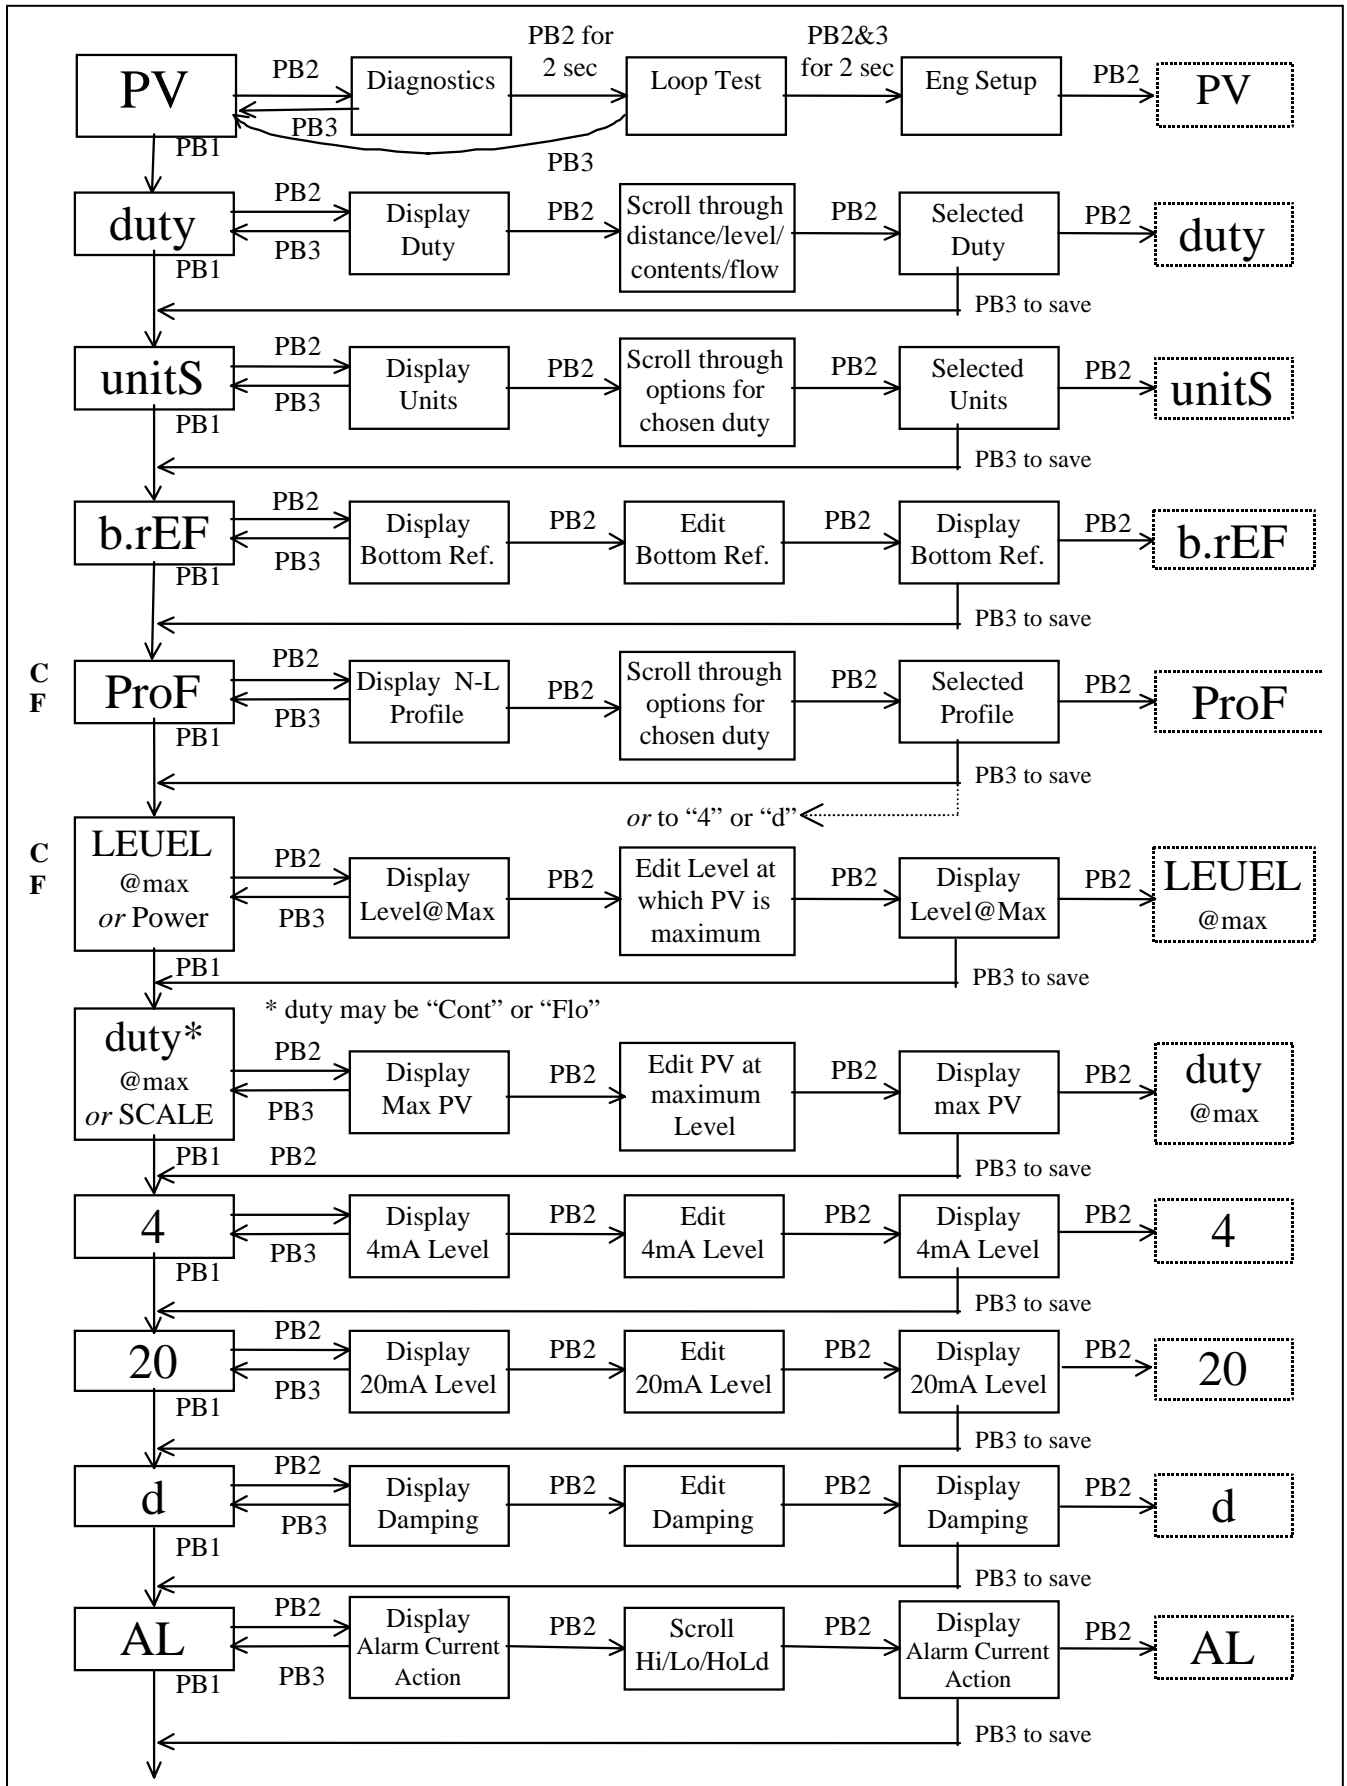 PV
PB2
PB3
PB1
Diagnostics
PB2 for
2 sec
Loop Test
PB3
PB2&3
for 2 sec
Eng Setup
PB2
PV
duty
PB2
PB3
PB1
Display
Duty
PB2
Scroll through
distance/level/
contents/flow
PB2
Selected
Duty
PB2
duty
PB3 to save
unitS
PB2
PB3
PB1
Display
Units
PB2
Scroll through
options for
chosen duty
PB2
Selected
Units
PB2
unitS
PB3 to save
b.rEF
PB2
PB3
PB1
Display
Bottom Ref.
PB2
Edit
Bottom Ref.
PB2
Display
Bottom Ref.
PB2
b.rEF
PB3 to save
C
F
ProF
PB2
PB3
PB1
Display N-L
Profile
PB2
Scroll through
options for
chosen duty
PB2
Selected
Profile
PB2
ProF
PB3 to save
or to “4” or “d”
C
F
LEUEL
@max
or Power
PB2
PB3
PB1
Display
Level@Max
PB2
Edit Level at
which PV is
maximum
PB2
Display
Level@Max
PB2
LEUEL
@max
PB3 to save
* duty may be “Cont” or “Flo”
duty*
@max
or SCALE
PB2
PB3
PB1
Display
Max PV
PB2
Edit PV at
maximum
Level
PB2
Display
max PV
PB2
duty
@max
PB3 to save
PB2
4
PB3
PB1
Display
4mA Level
PB2
Edit
4mA Level
PB2
Display
4mA Level
PB2
4
PB3 to save
20
PB2
PB3
PB1
Display
20mA Level
PB2
Edit
20mA Level
PB2
Display
20mA Level
PB2
20
PB3 to save
d
PB2
PB3
PB1
Display
Damping
PB2
Edit
Damping
PB2
Display
Damping
PB2
d
PB3 to save
AL
PB2
PB3
PB1
Display
Alarm Current
Action
PB2
Scroll
Hi/Lo/HoLd
PB2
Display
Alarm Current
Action
PB2
AL
PB3 to save